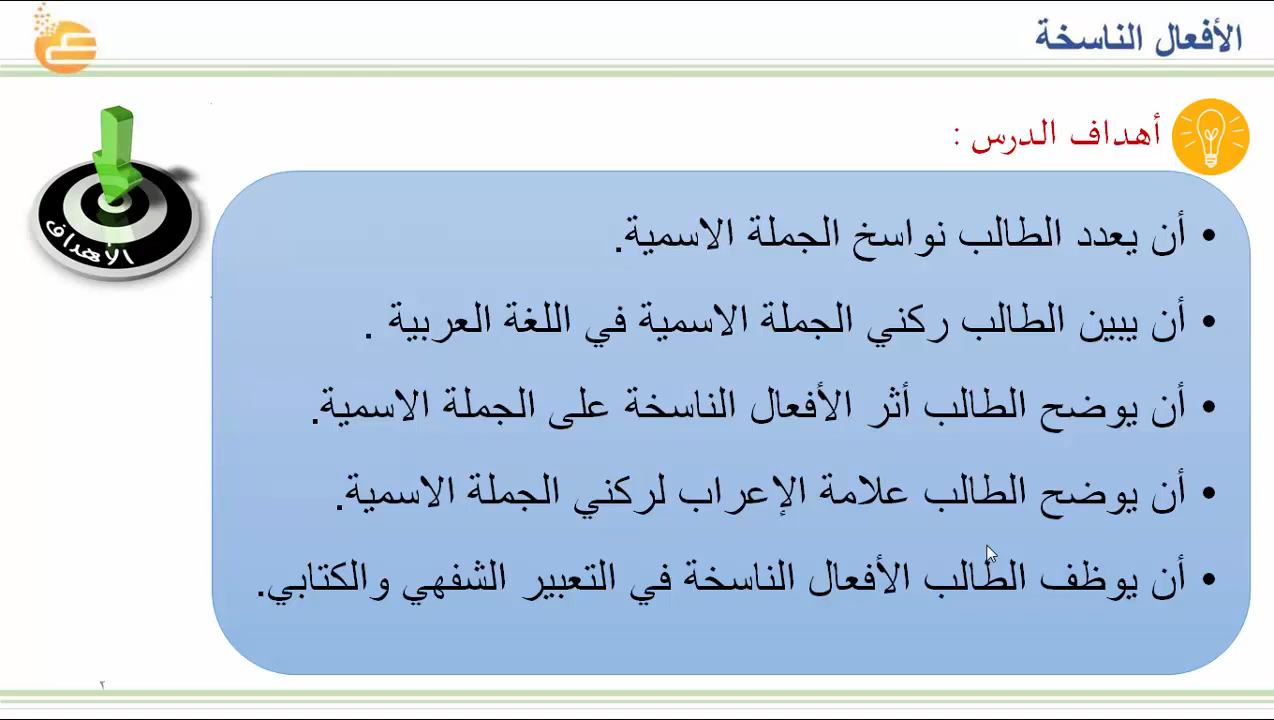 الأفعال الناسخة
أهداف الدرس :
الأهداف
• أن يعدد الطالب نواسخ الجملة الاسمية.
• أن يبين الطالب ركني الجملة الاسمية في اللغة العربية .
• أن يوضح الطالب أثر الأفعال الناسخة على الجملة الاسمية.
• أن يوضح الطالب علامة الإعراب لركني الجملة الاسمية.
• أن يوظف الطالب الأفعال الناسخة في التعبير الشفهي والكتابي.
٢